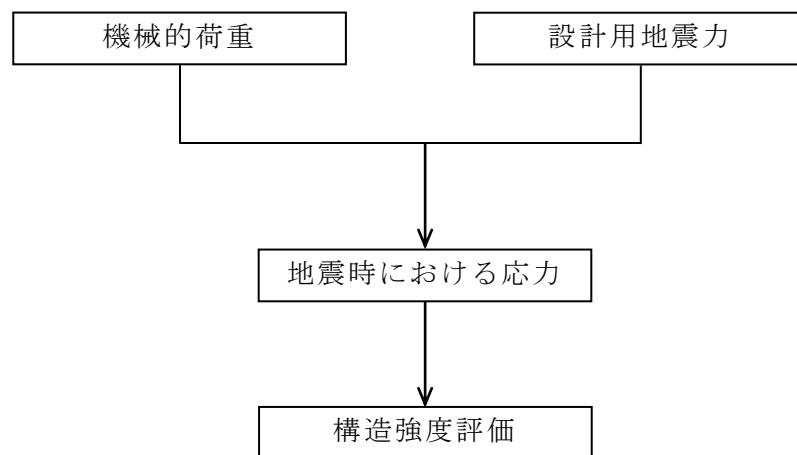 機械的荷重
設計用地震力
地震時における応力
構造強度評価